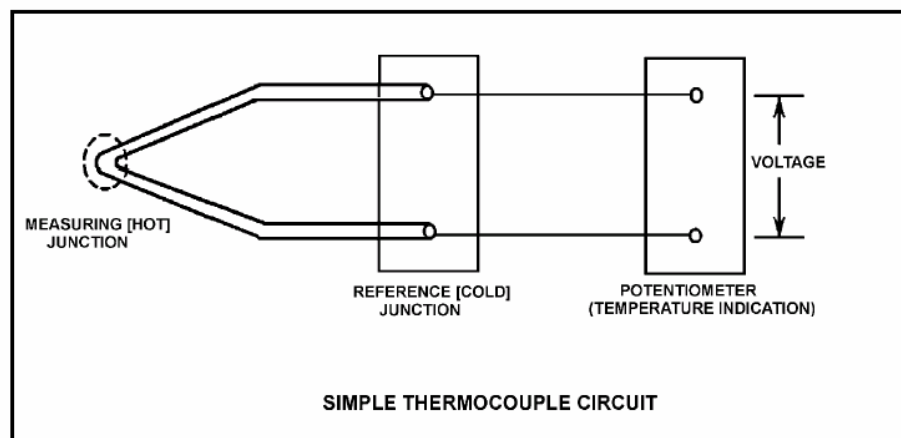 MEASURING [HOT]
JUNCTION
REFERENCE [COLD]
JUNCTION
VOLTAGE
POTENTIOMETER
(TEMPERATURE INDICATION)
SIMPLE THERMOCOUPLE CIRCUIT